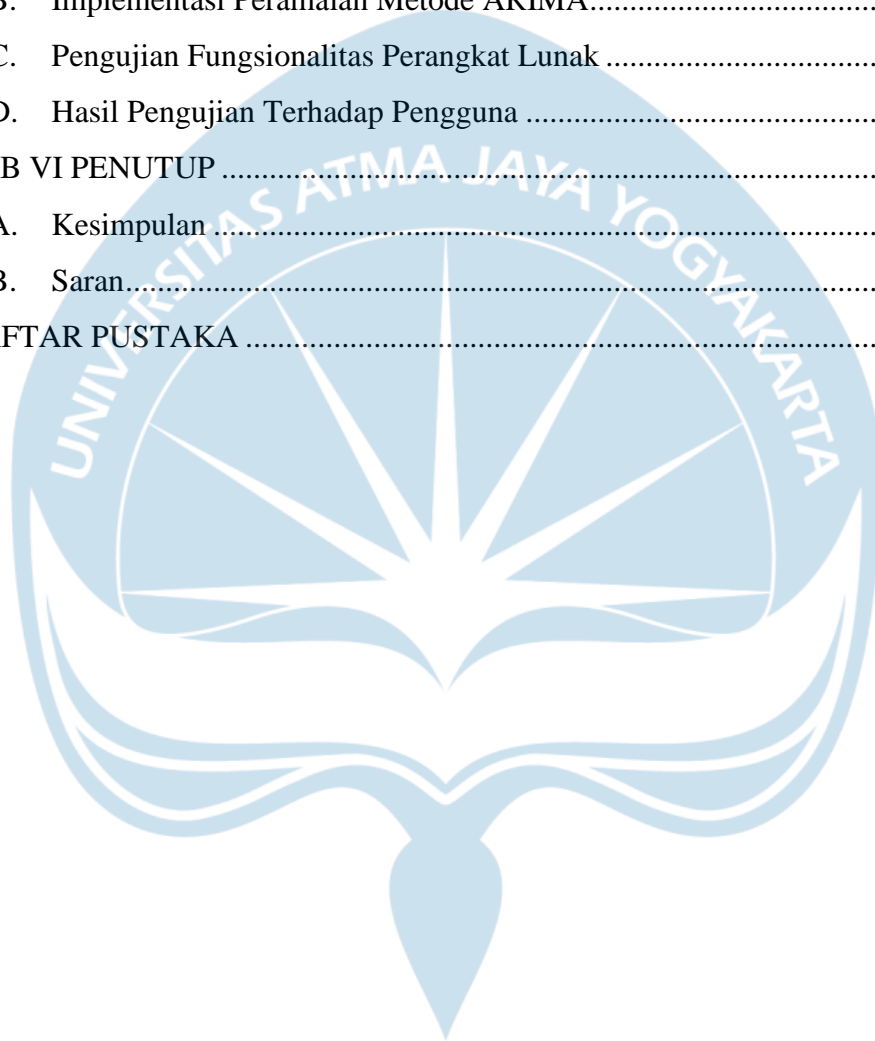 Implementasi Peramalan Metode ARIMA..................................
C. Pengujian Fungsionalitas Perangkat Lunak ..................................
D. Hasil Pengujian Terhadap Pengguna ............................................
B VI PENUTUP ..................................................................................
A. Kesimpulan ...................................................................................
B. Saran..............................................................................................
FTAR PUSTAKA ...............................................................................
UNIVERSITAS ATMA JAYA YOGYAKARTA